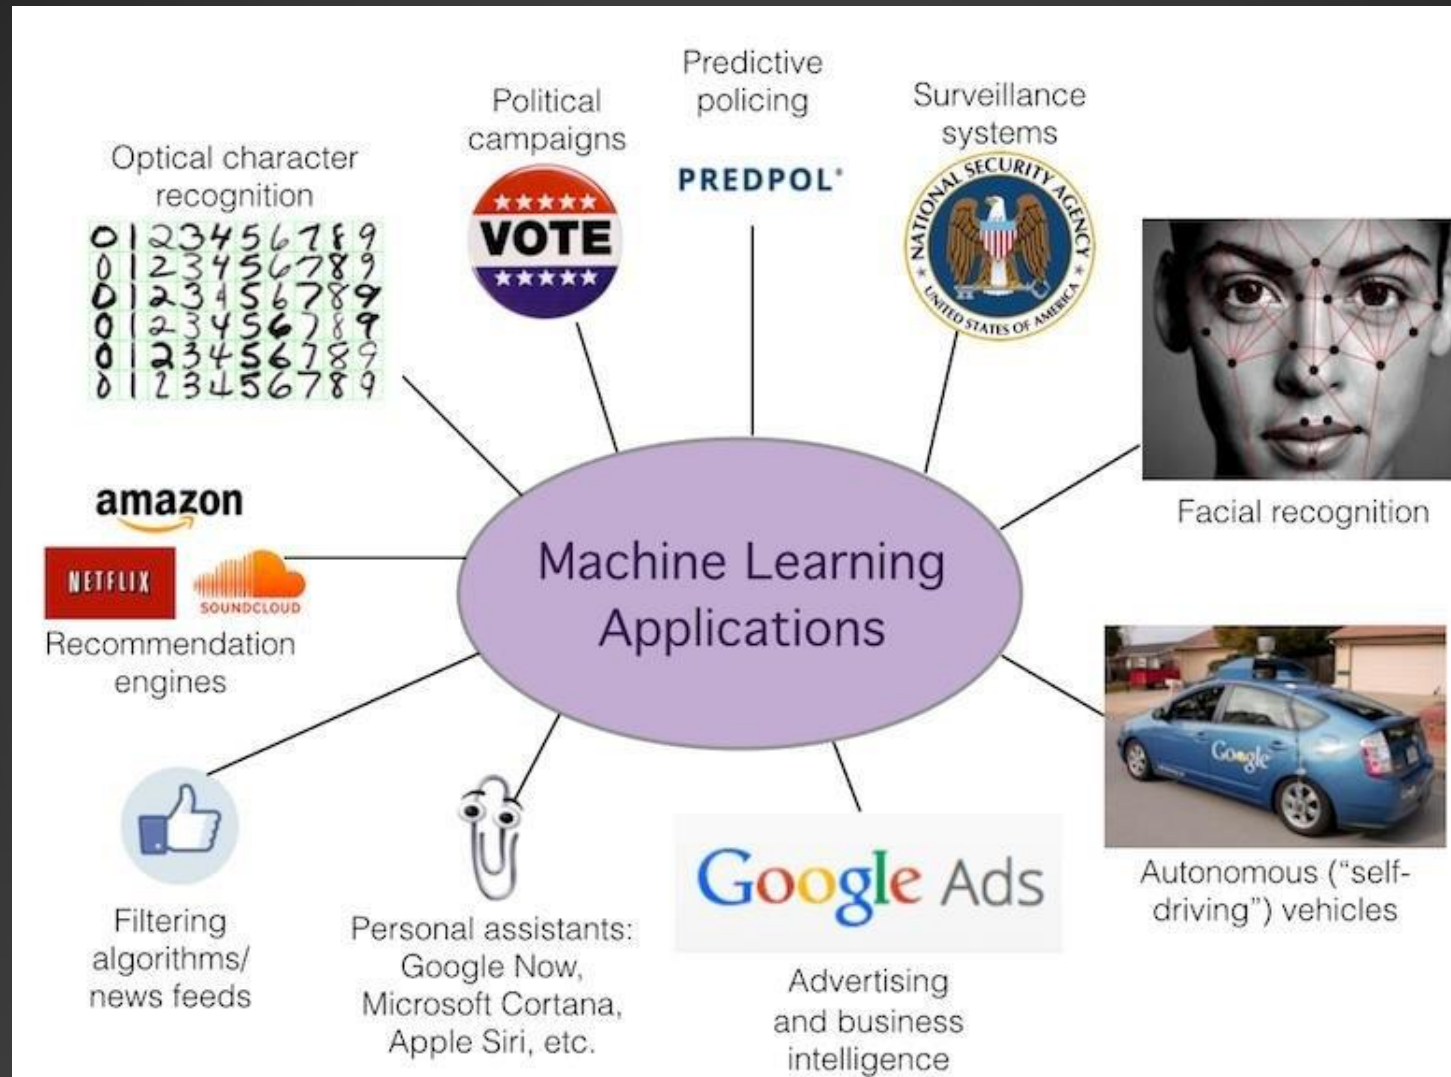 Predictive
policing
PREDPOL®
Political
campaigns
VOTE
Surveillance
systems
NATIONAL SECURITY AGENCY
UNITED STATES OF AMERICA
Optical character
recognition
0 1 2 3 4 5 6 7 8 9
0 1 2 3 4 5 6 7 8 9
0 1 2 3 4 5 6 7 8 9
0 1 2 3 4 5 6 7 8 9
0 1 2 3 4 5 6 7 8 9
0 1 2 3 4 5 6 7 8 9
Facial recognition
amazon
NETFLIX
SOUNDCLOUD
Recommendation
engines
Machine Learning
Applications
Google
Autonomous (“self-
driving”) vehicles
Filtering
algorithms/
news feeds
Personal assistants:
Google Now,
Microsoft Cortana,
Apple Siri, etc.
Google Ads
Advertising
and business
intelligence